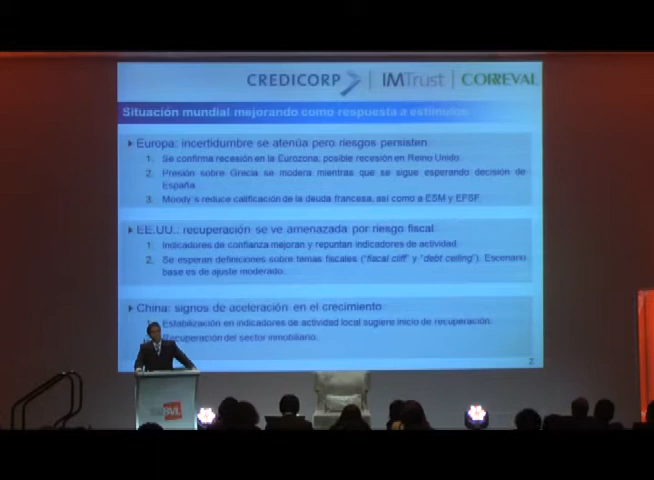 CREDICORP IMTrust CORREVAL
Situación mundial mejorando como respuesta a estímulos
Europa: incertidumbre se atenúa pero riesgos persisten
1. Se confirma recesión en la Eurozona, posible recesión en Reino Unido.
2. Presión sobre Grecia se modera mientras que se sigue esperando decisión de
España.
3. Moody's reduce calificación de la deuda francesa, así como a ESM y EFSF.
EE.UU.: recuperación se ve amenazada por riesgo fiscal
1. Indicadores de confianza mejoran y repuntan indicadores de actividad.
2. Se esperan definiciones sobre temas fiscales ("fiscal cliff" y "debt ceiling"). Escenario
base es de ajuste moderado.
China: signos de aceleración en el crecimiento
1. Estabilización en indicadores de actividad local sugiere inicio de recuperación.
Recuperación del sector inmobiliario.
2
BVL